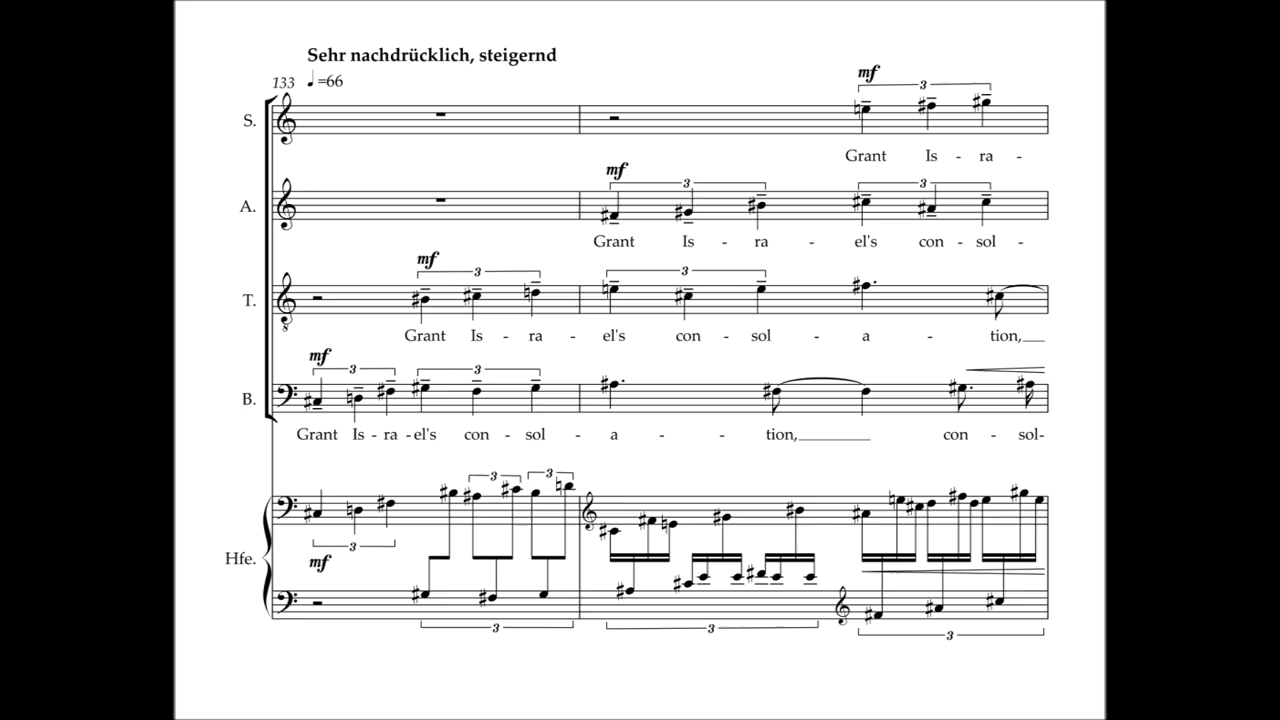 Sehr nachdrücklich, steigernd
133 ♩=66
mf 3
S.
Grant Is - ra -
mf 3 3
A.
Grant Is - ra - el's con - sol -
mf 3 3
T.
Grant Is - ra - el's con - sol - a - tion,
mf 3 3
B.
Grant Is - ra - el's con - sol - a - tion, con - sol-
3 3
3
mf
Hfe.
3 3 3